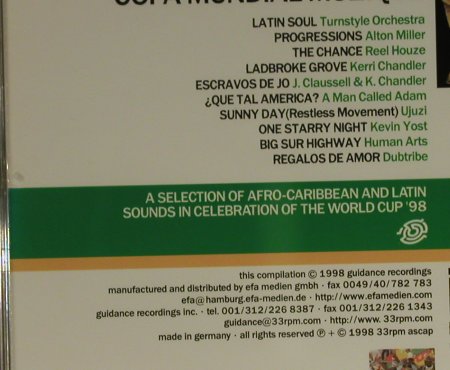 LATIN SOUL Turnstyle Orchestra
PROGRESSIONS Alton Miller
THE CHANCE Reel Houze
LADBROKE GROVE Kerri Chandler
ESCRAVOS DE JO J. Claussell & K. Chandler
¿QUE TAL AMERICA? A Man Called Adam
SUNNY DAY(Restless Movement) Ujuzi
ONE STARRY NIGHT Kevin Yost
BIG SUR HIGHWAY Human Arts
REGALOS DE AMOR Dubtribe
A SELECTION OF AFRO-CARIBBEAN AND LATIN
SOUNDS IN CELEBRATION OF THE WORLD CUP '98
this compilation © 1998 guidance recordings
manufactured and distributed by efa medien gmbh · fax 0049/40/782 783
efa@hamburg.efa-medien.de · http://www.efamedien.com
guidance recordings inc. · tel. 001/312/226 8387 · fax 001/312/226 1343
guidance@33rpm.com · http://www.33rpm.com
made in germany · all rights reserved ℗ + © 1998 33rpm ascap